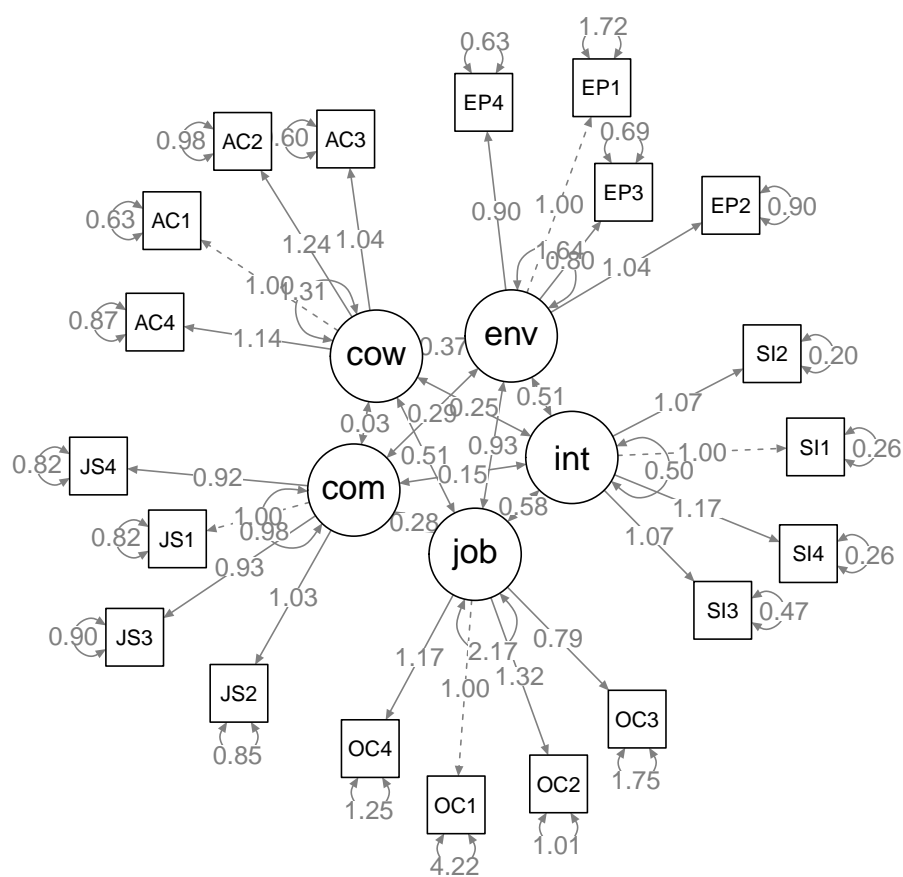 1.72
0.63
EP1
EP4
0.69
AC2
AC3
0.98
.60
EP3
EP2
0.90
AC1
0.63
0.90
1.00
1.24
1.04
1.64
0.80
1.04
1.00
1.31
AC4
0.87
1.14
cow
0.37
env
SI2
0.20
0.51
1.07
0.29
0.25
0.03
JS4
0.82
0.92
0.51
0.93
int
1.00
SI1
0.26
0.50
0.15
com
1.00
0.98
0.28
0.58
1.17
JS1
0.82
job
1.07
SI4
0.26
0.93
1.03
SI3
0.47
JS3
0.90
0.79
2.17
1.17
1.32
1.00
JS2
0.85
OC3
1.75
OC4
1.25
OC2
1.01
OC1
4.22